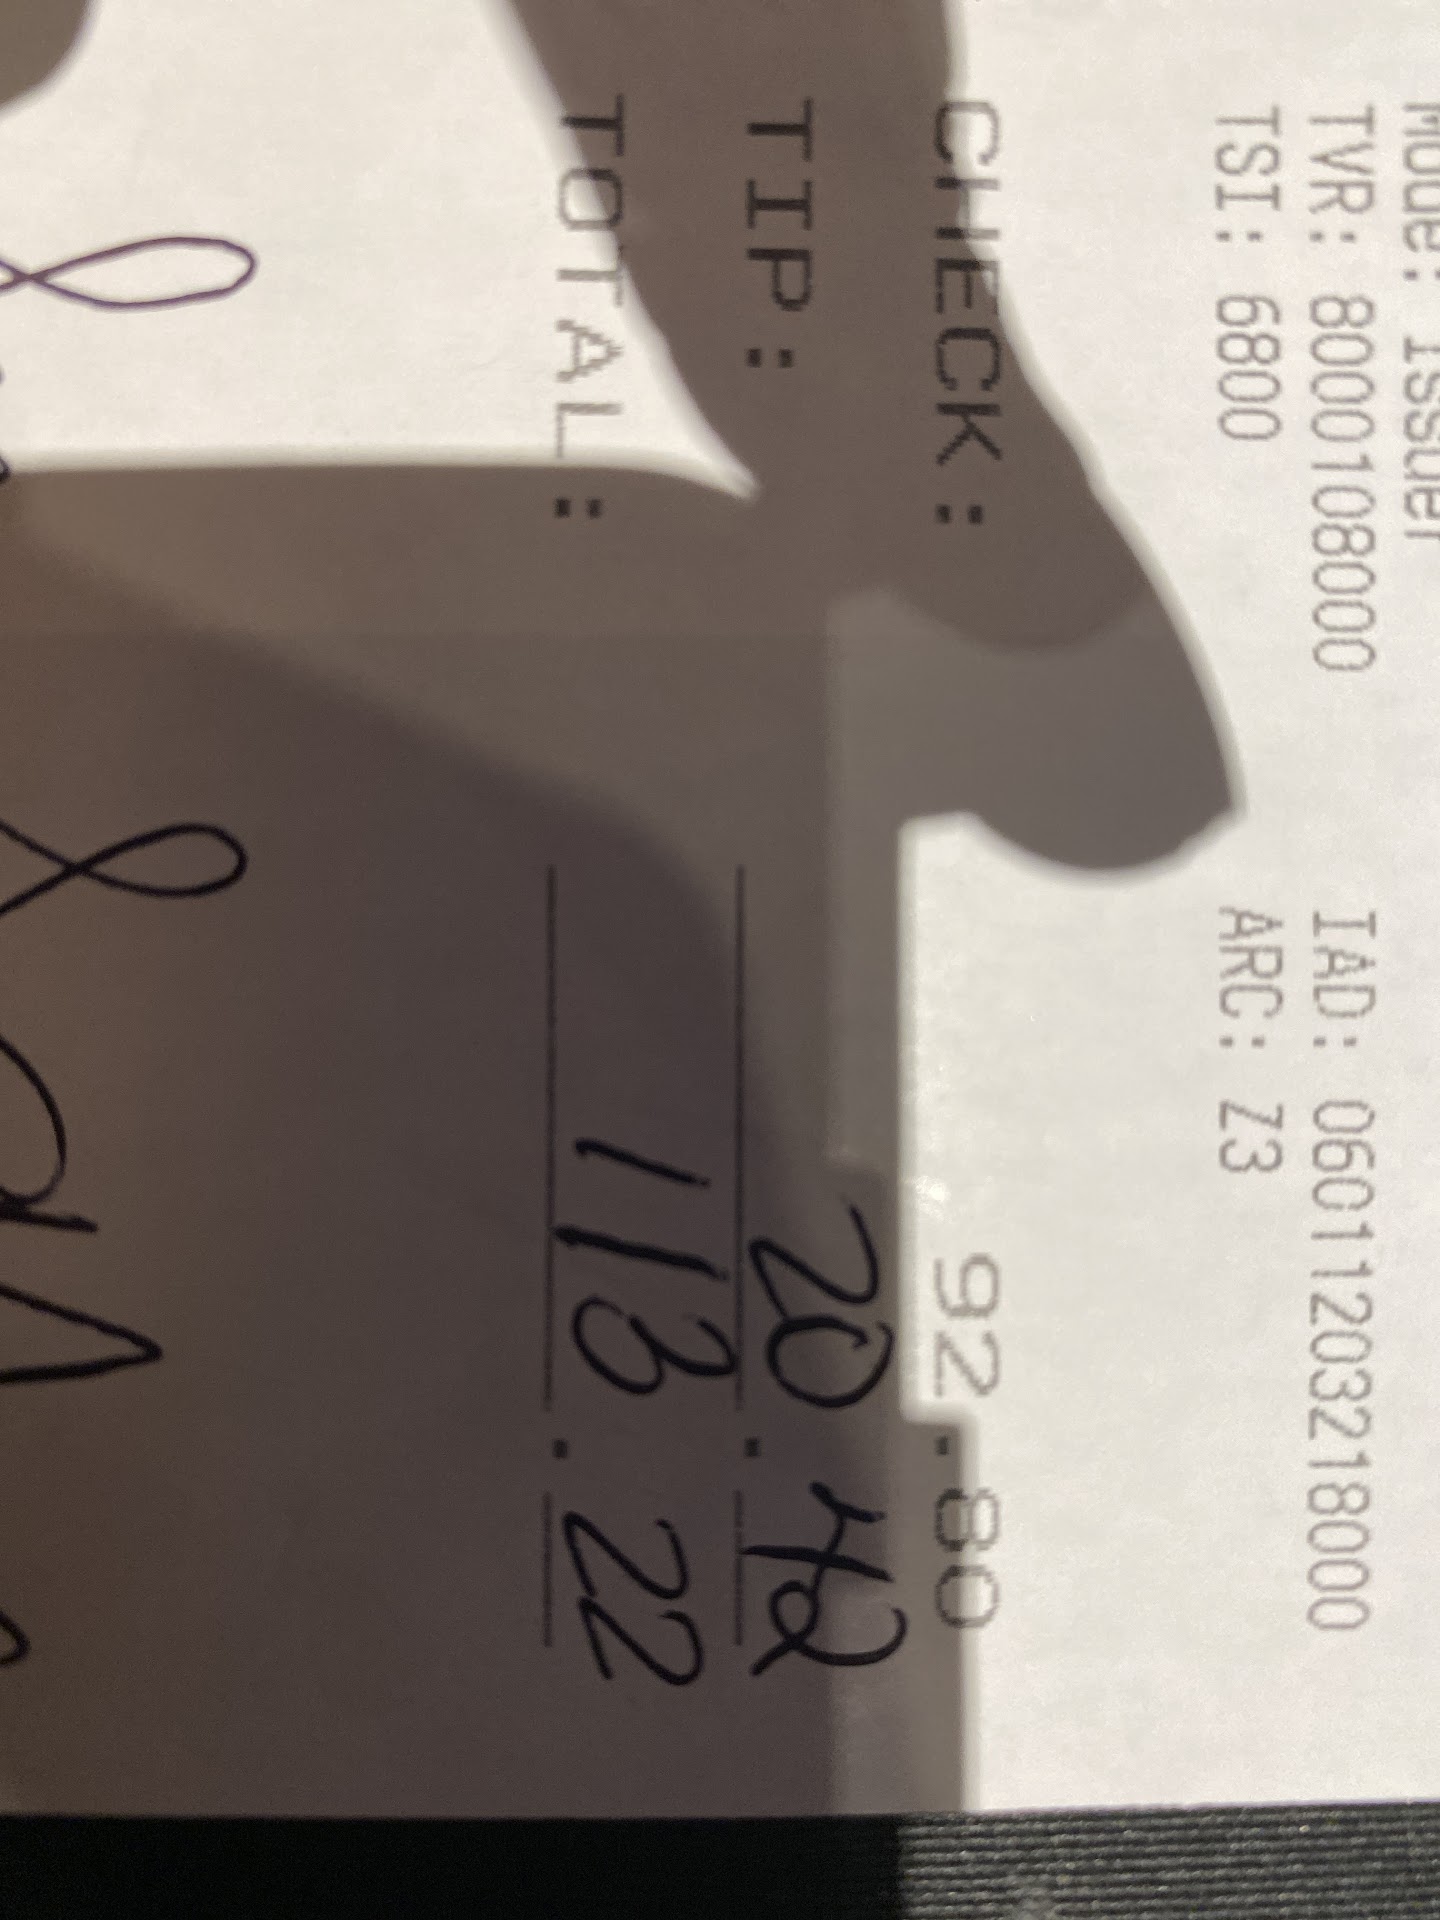 Mode: Issuer
TVR: 8000108000 IAD: 06011203218000
TSI: 6800 ARC: Z3
CHECK: 92.80
TIP: 20.42
TOTAL: 113.22